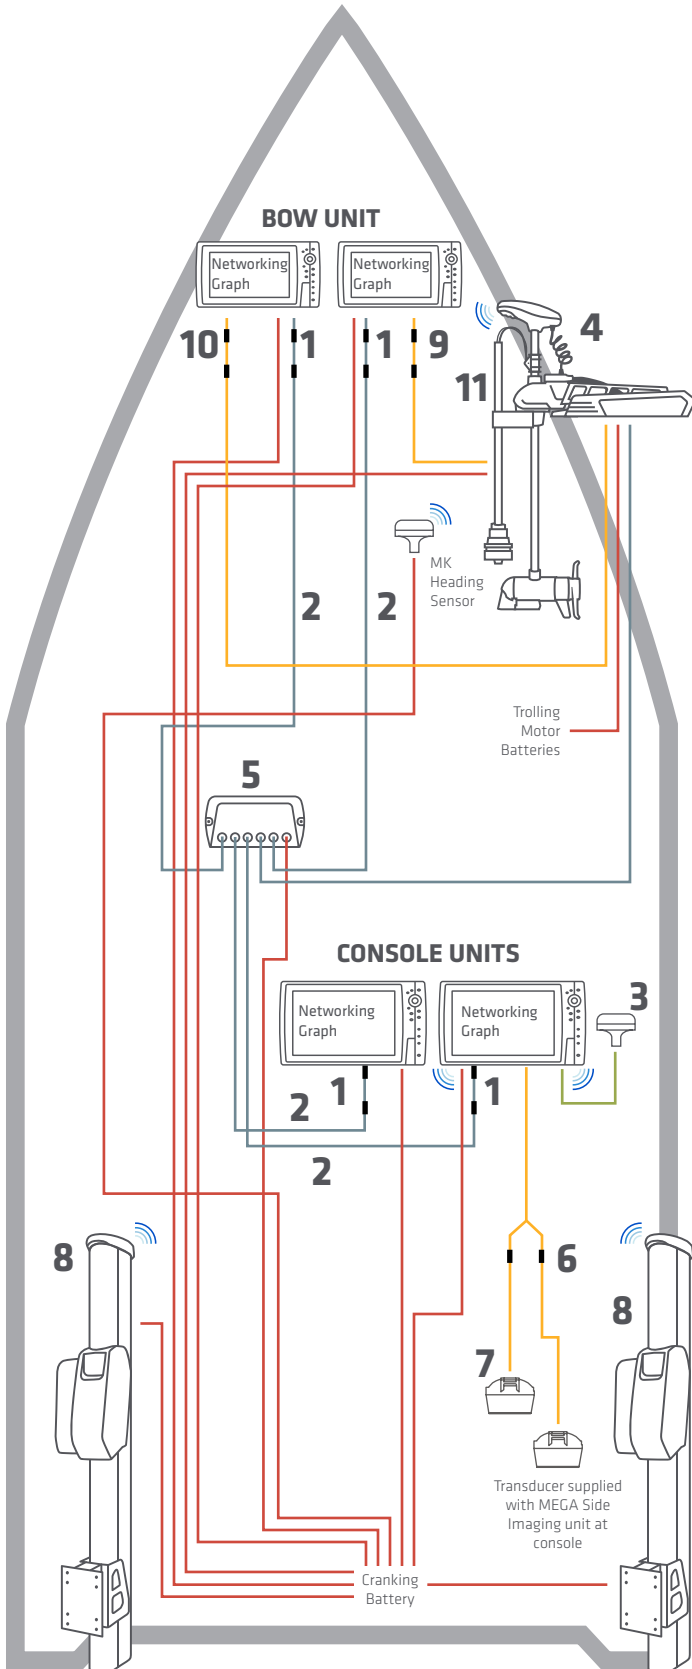 BOW UNIT
Networking
Graph
Networking
Graph
10
1
1
9
4
11
MK
Heading
Sensor
2
2
Trolling
Motor
Batteries
5
CONSOLE UNITS
Networking
Graph
Networking
Graph
3
1
1
2
2
8
6
8
7
Transducer supplied
with MEGA Side
Imaging unit at
console
Cranking
Battery